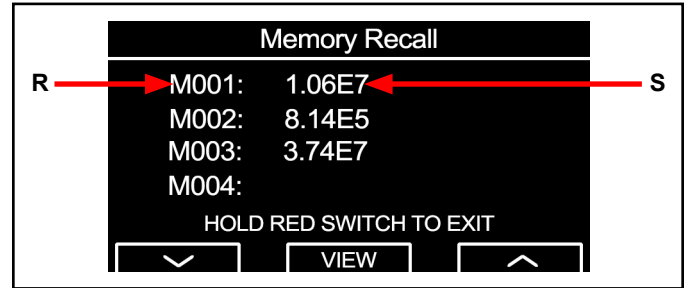 Memory Recall
R M001: 1.06E7 S
M002: 8.14E5
M003: 3.74E7
M004:
HOLD RED SWITCH TO EXIT
VIEW